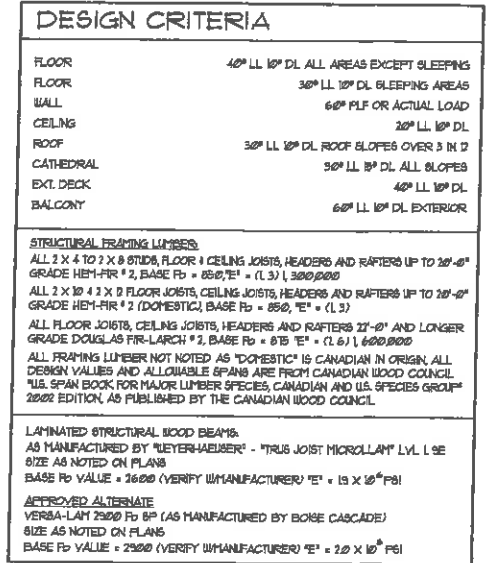 DESIGN CRITERIA
FLOOR 40# LL 10# DL ALL AREAS EXCEPT SLEEPING
FLOOR 30# LL 10# DL SLEEPING AREAS
WALL 60# PLF OR ACTUAL LOAD
CEILING 20# LL 10# DL
ROOF 30# LL 10# DL ROOF SLOPES OVER 3 IN 12
CATHEDRAL 30# LL 15# DL ALL SLOPES
EXT. DECK 40# LL 10# DL
BALCONY 60# LL 10# DL EXTERIOR
STRUCTURAL FRAMING LUMBER:
ALL 2 X 4 TO 2 X 8 STUDS, FLOOR & CEILING JOISTS, HEADERS AND RAFTERS UP TO 20'-0"
GRADE HEM-FIR #2, BASE Fb = 850, "E" = (1.3) 1,300,000
ALL 2 X 10 & 2 X 12 FLOOR JOISTS, CEILING JOISTS, HEADERS AND RAFTERS UP TO 20'-0"
GRADE HEM-FIR #2 (DOMESTIC), BASE Fb = 850, "E" = (1.3)
ALL FLOOR JOISTS, CEILING JOISTS, HEADERS AND RAFTERS 22'-0" AND LONGER
GRADE DOUGLAS FIR-LARCH #2, BASE Fb = 875 "E" = (1.6) 1,600,000
ALL FRAMING LUMBER NOT NOTED AS "DOMESTIC" IS CANADIAN IN ORIGIN, ALL
DESIGN VALUES AND ALLOWABLE SPANS ARE FROM CANADIAN WOOD COUNCIL
"U.S. SPAN BOOK FOR MAJOR LUMBER SPECIES, CANADIAN AND U.S. SPECIES GROUP"
2002 EDITION, AS PUBLISHED BY THE CANADIAN WOOD COUNCIL
LAMINATED STRUCTURAL WOOD BEAMS:
AS MANUFACTURED BY "WEYERHAEUSER" - "TRUS JOIST MICROLLAM" LVL 1.9E
SIZE AS NOTED ON PLANS
BASE Fb VALUE = 2600 (VERIFY W/MANUFACTURER) "E" = 1.9 X 10⁶ PSI
APPROVED ALTERNATE
VERSA-LAM 2900 Fb SP (AS MANUFACTURED BY BOISE CASCADE)
SIZE AS NOTED ON PLANS
BASE Fb VALUE = 2900 (VERIFY W/MANUFACTURER) "E" = 2.0 X 10⁶ PSI